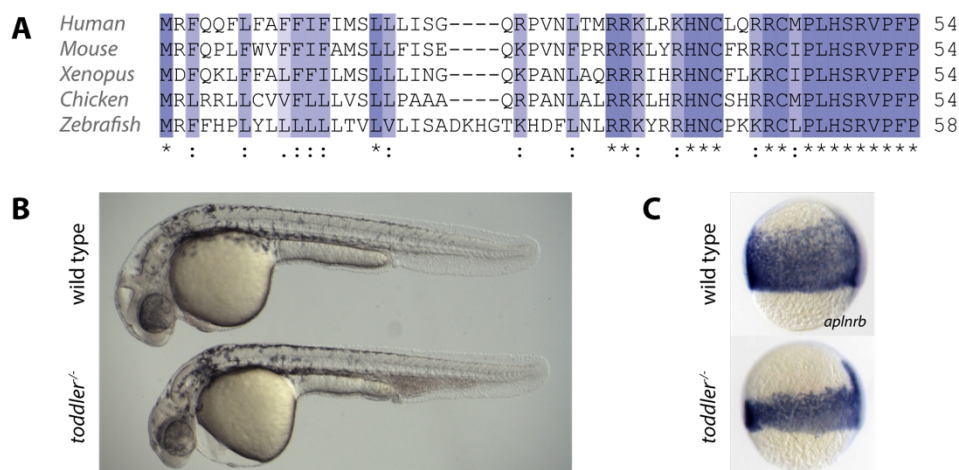 A
Human MRFQQFLFAFFIFIMSLLLISG----QRPVNLTMRRKLRKHNCLQRRCMPLHSRVPFP 54
Mouse MRFQPLFWVFFIFAMSLLFISE----QKPVNFPRRRKLYRHNCFRRRCIPLHSRVPFP 54
Xenopus MDFQKLFFALFFILMSLLLING----QKPANLAQRRRIHRHNCFLKRCIPLHSRVPFP 54
Chicken MRLRRLLCVVFLLLVSLLPAAA----QRPANLALRRKLHRHNCSHRRCMPLHSRVPFP 54
Zebrafish MRFFHPLYLLLLLLTVLVLISADKHGTKHDFLNLRRKYRRHNCPKKRCLPLHSRVPFP 58
* :   :  .:::   *:         :   :  **:  :***  :**:*********
B
wild type
toddler-/-
C
wild type
aplnrb
toddler-/-